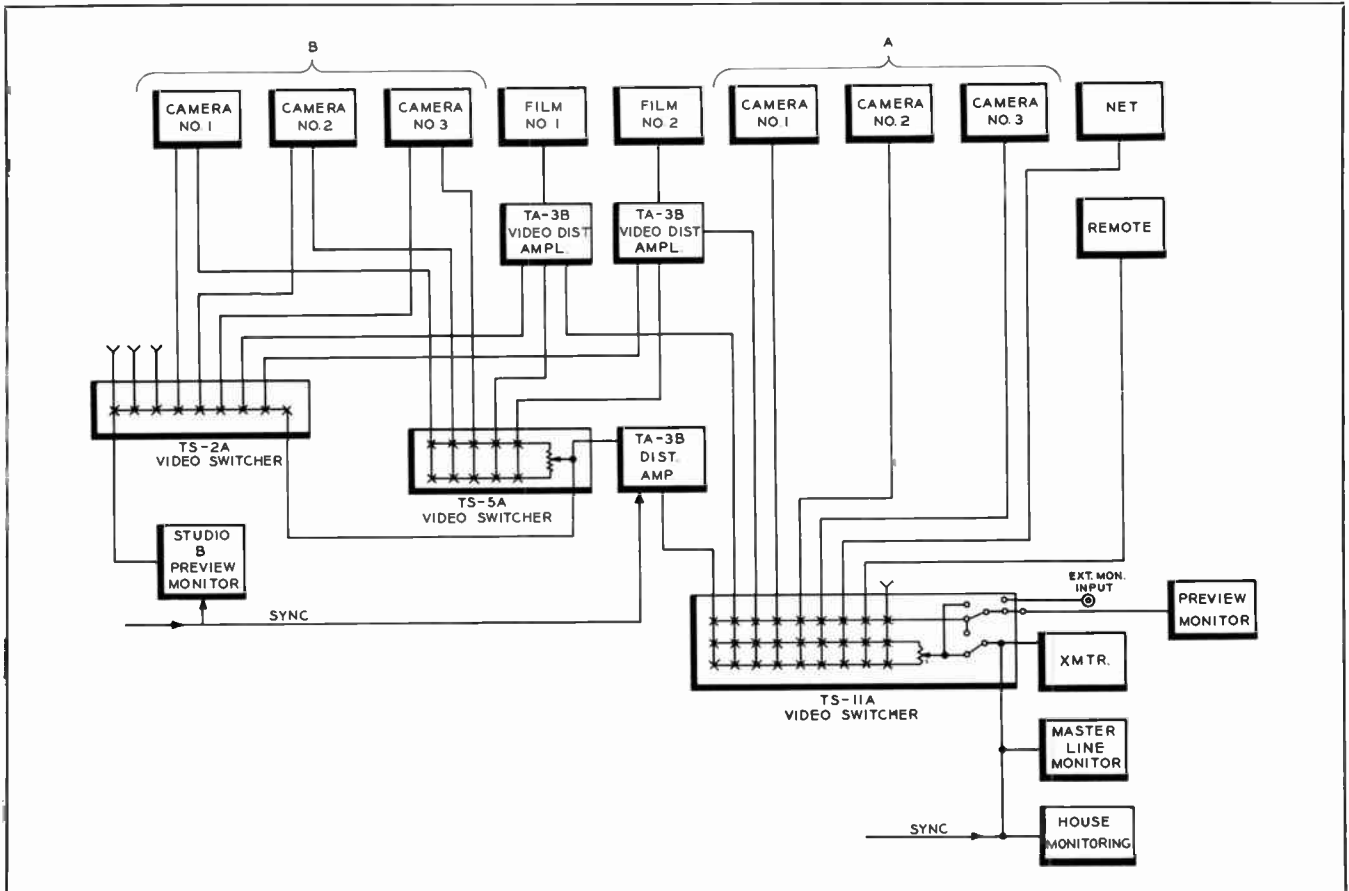 B
A
CAMERA
NO. 1
CAMERA
NO. 2
CAMERA
NO. 3
FILM
NO. 1
FILM
NO. 2
CAMERA
NO. 1
CAMERA
NO. 2
CAMERA
NO. 3
NET
TA-3B
VIDEO DIST
AMPL.
TA-3B
VIDEO DIST
AMPL.
REMOTE
TS-2A
VIDEO SWITCHER
TS-5A
VIDEO SWITCHER
TA-3B
DIST.
AMP
STUDIO
B
PREVIEW
MONITOR
SYNC
EXT. MON.
INPUT
PREVIEW
MONITOR
XMTR.
TS-11A
VIDEO SWITCHER
MASTER
LINE
MONITOR
SYNC
HOUSE
MONITORING